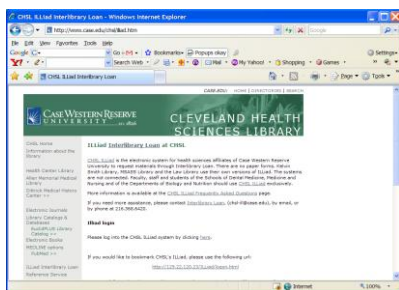 CHSL ILLiad Interlibrary Loan - Windows Internet Explorer
http://www.case.edu/chsl/illiad.htm
Google
File Edit View Favorites Tools Help
Google Go Bookmarks Popups okay Settings
Search Web Mail My Yahoo! Shopping Games
CHSL ILLiad Interlibrary Loan Page Tools
CASE.EDU: HOME | DIRECTORIES | SEARCH
CASE WESTERN RESERVE
UNIVERSITY
CLEVELAND HEALTH
SCIENCES LIBRARY
CHSL Home
Information about the
library
Health Center Library
Allen Memorial Medical
Library
Dittrick Medical History
Center >>
Electronic Journals
Library Catalogs &
Databases
EuclidPLUS Library
Catalog >>
Electronic Books
MEDLINE options
PubMed >>
ILLiad Interlibrary Loan
Reference Service
ILLiad Interlibrary Loan at CHSL
CHSL ILLiad is the electronic system for health sciences affiliates of Case Western Reserve
University to request materials through Interlibrary Loan. There are no paper forms. Kelvin
Smith Library, MSASS Library and the Law Library use their own versions of ILLiad. The systems
are not connected. Faculty, staff and students of the Schools of Dental Medicine, Medicine and
Nursing and of the Departments of Biology and Nutrition should use CHSL ILLiad exclusively.
More information is available at the CHSL ILLiad Frequently Asked Questions page.
If you need more assistance, please contact Interlibrary Loan, (chsl-ill@case.edu), by email, or
by phone at 216.368.6420.
ILLiad login
Please log into the CHSL ILLiad system by clicking here.
If you would like to bookmark CHSL's ILLiad, please use the following url:
Internet 100%